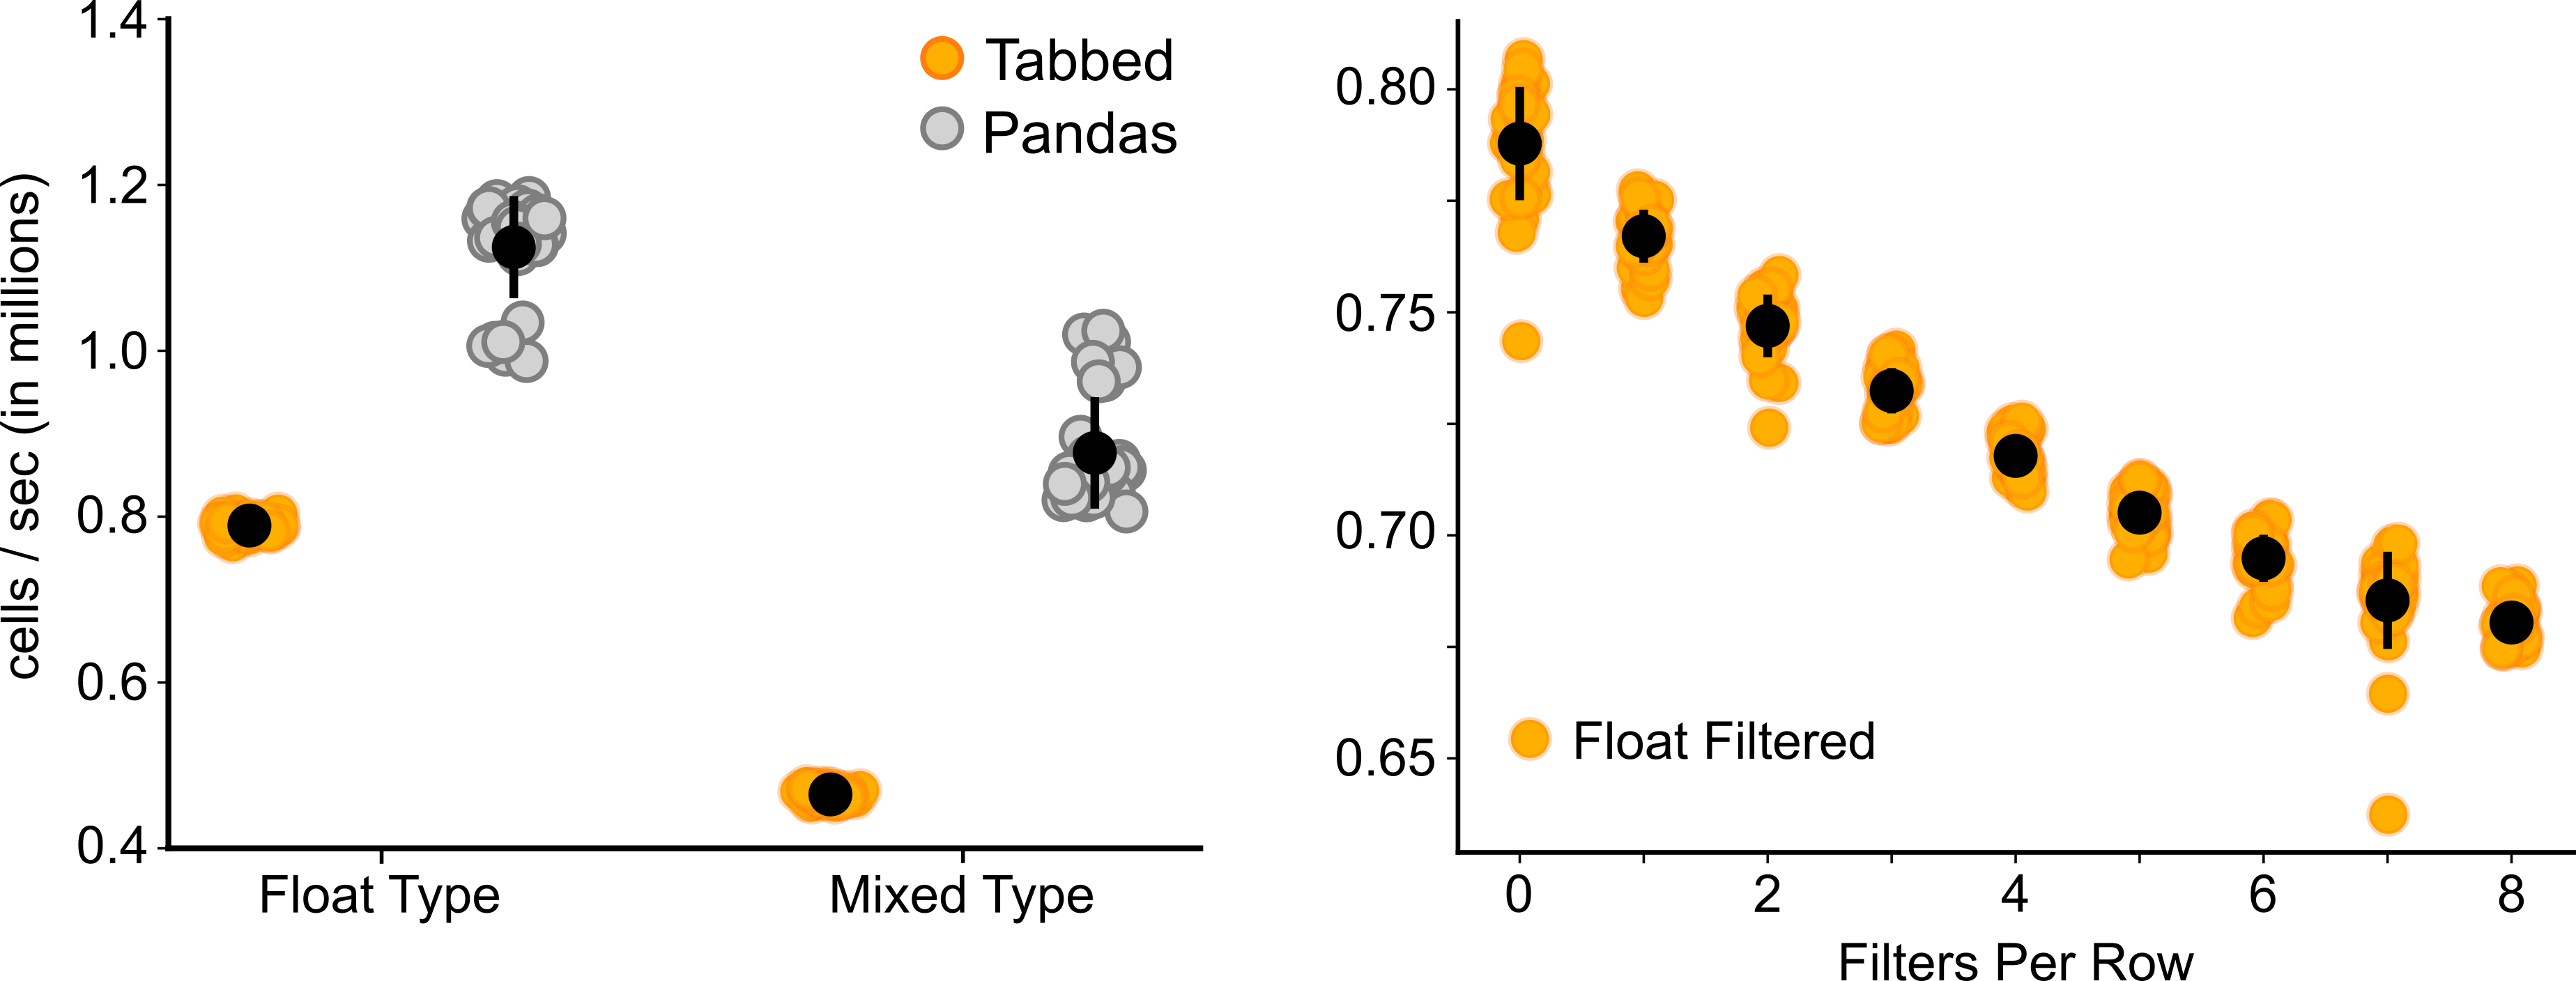 cells / sec (in millions)
1.4
1.2
1.0
0.8
0.6
0.4
Tabbed
Pandas
Float Type
Mixed Type
0.80
0.75
0.70
0.65
Float Filtered
0 2 4 6 8
Filters Per Row